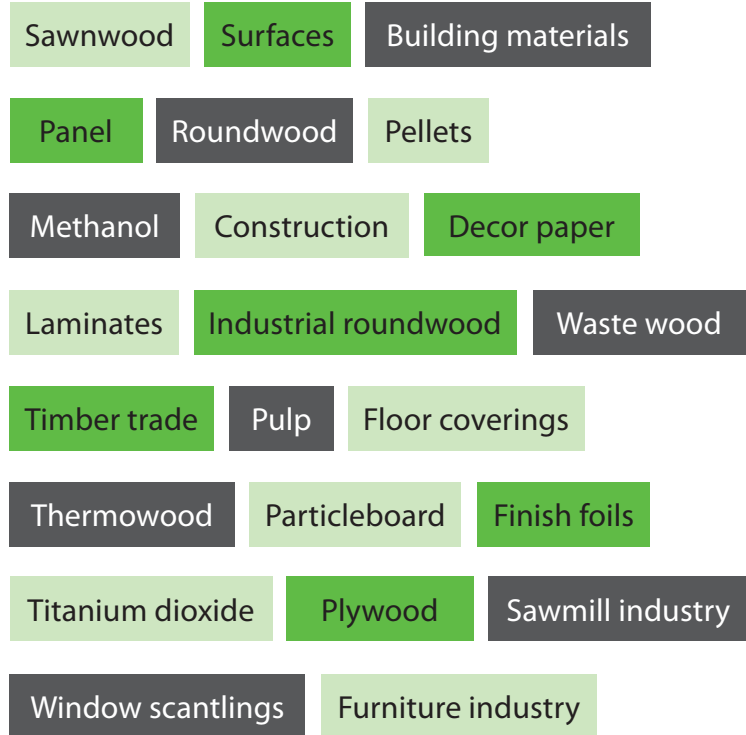 Sawnwood Surfaces Building materials
Panel Roundwood Pellets
Methanol Construction Decor paper
Laminates Industrial roundwood Waste wood
Timber trade Pulp Floor coverings
Thermowood Particleboard Finish foils
Titanium dioxide Plywood Sawmill industry
Window scantlings Furniture industry